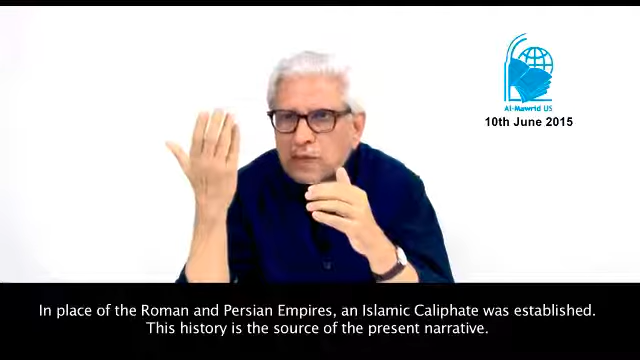 Al-Mawrid US
10th June 2015
In place of the Roman and Persian Empires, an Islamic Caliphate was established.
This history is the source of the present narrative.